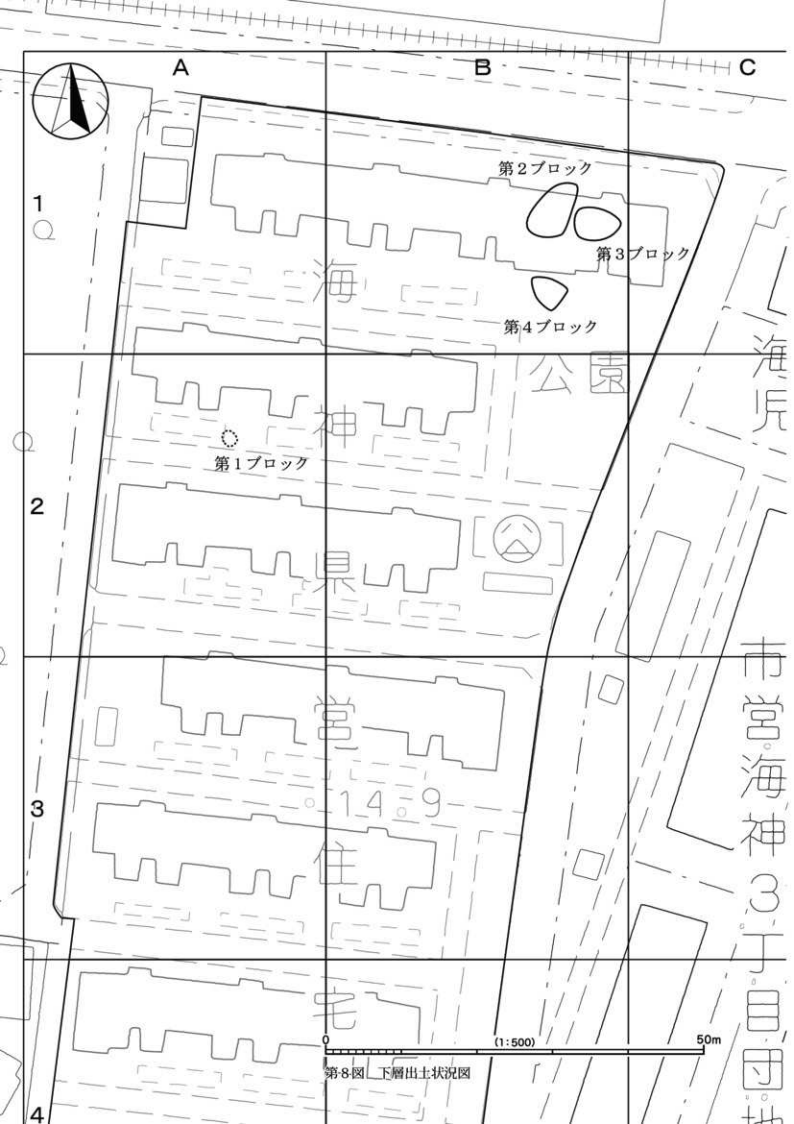 A
B
C
1
2
3
4
第2ブロック
第3ブロック
第4ブロック
第1ブロック
海
神
県
営
住
宅
公園
14.9
海
児
市営海神3丁目団地
0
(1:500)
50m
第8図 下層出土状況図